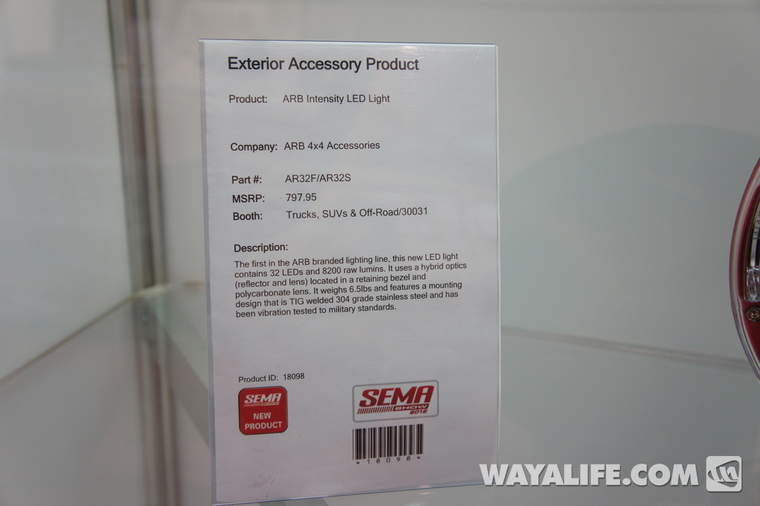 Exterior Accessory Product
Product: ARB Intensity LED Light
Company: ARB 4x4 Accessories
Part #: AR32F/AR32S
MSRP: 797.95
Booth: Trucks, SUVs & Off-Road/30031
Description:
The first in the ARB branded lighting line, this new LED light
contains 32 LEDs and 8200 raw lumins. It uses a hybrid optics
(reflector and lens) located in a retaining bezel and
polycarbonate lens. It weighs 6.5lbs and features a mounting
design that is TIG welded 304 grade stainless steel and has
been vibration tested to military standards.
Product ID: 18098
SEMA
NEW
PRODUCT
SEMA
SHOW
2012
*18098*
WAYALIFE.COM